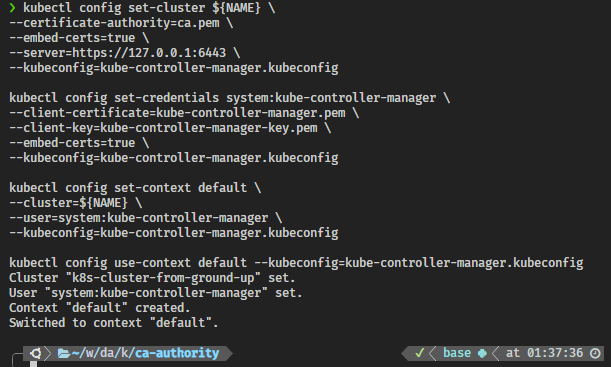 ❯ kubectl config set-cluster ${NAME} \
--certificate-authority=ca.pem \
--embed-certs=true \
--server=https://127.0.0.1:6443 \
--kubeconfig=kube-controller-manager.kubeconfig

kubectl config set-credentials system:kube-controller-manager \
--client-certificate=kube-controller-manager.pem \
--client-key=kube-controller-manager-key.pem \
--embed-certs=true \
--kubeconfig=kube-controller-manager.kubeconfig

kubectl config set-context default \
--cluster=${NAME} \
--user=system:kube-controller-manager \
--kubeconfig=kube-controller-manager.kubeconfig

kubectl config use-context default --kubeconfig=kube-controller-manager.kubeconfig
Cluster "k8s-cluster-from-ground-up" set.
User "system:kube-controller-manager" set.
Context "default" created.
Switched to context "default".
~/w/da/k/ca-authority ✓ base at 01:37:36